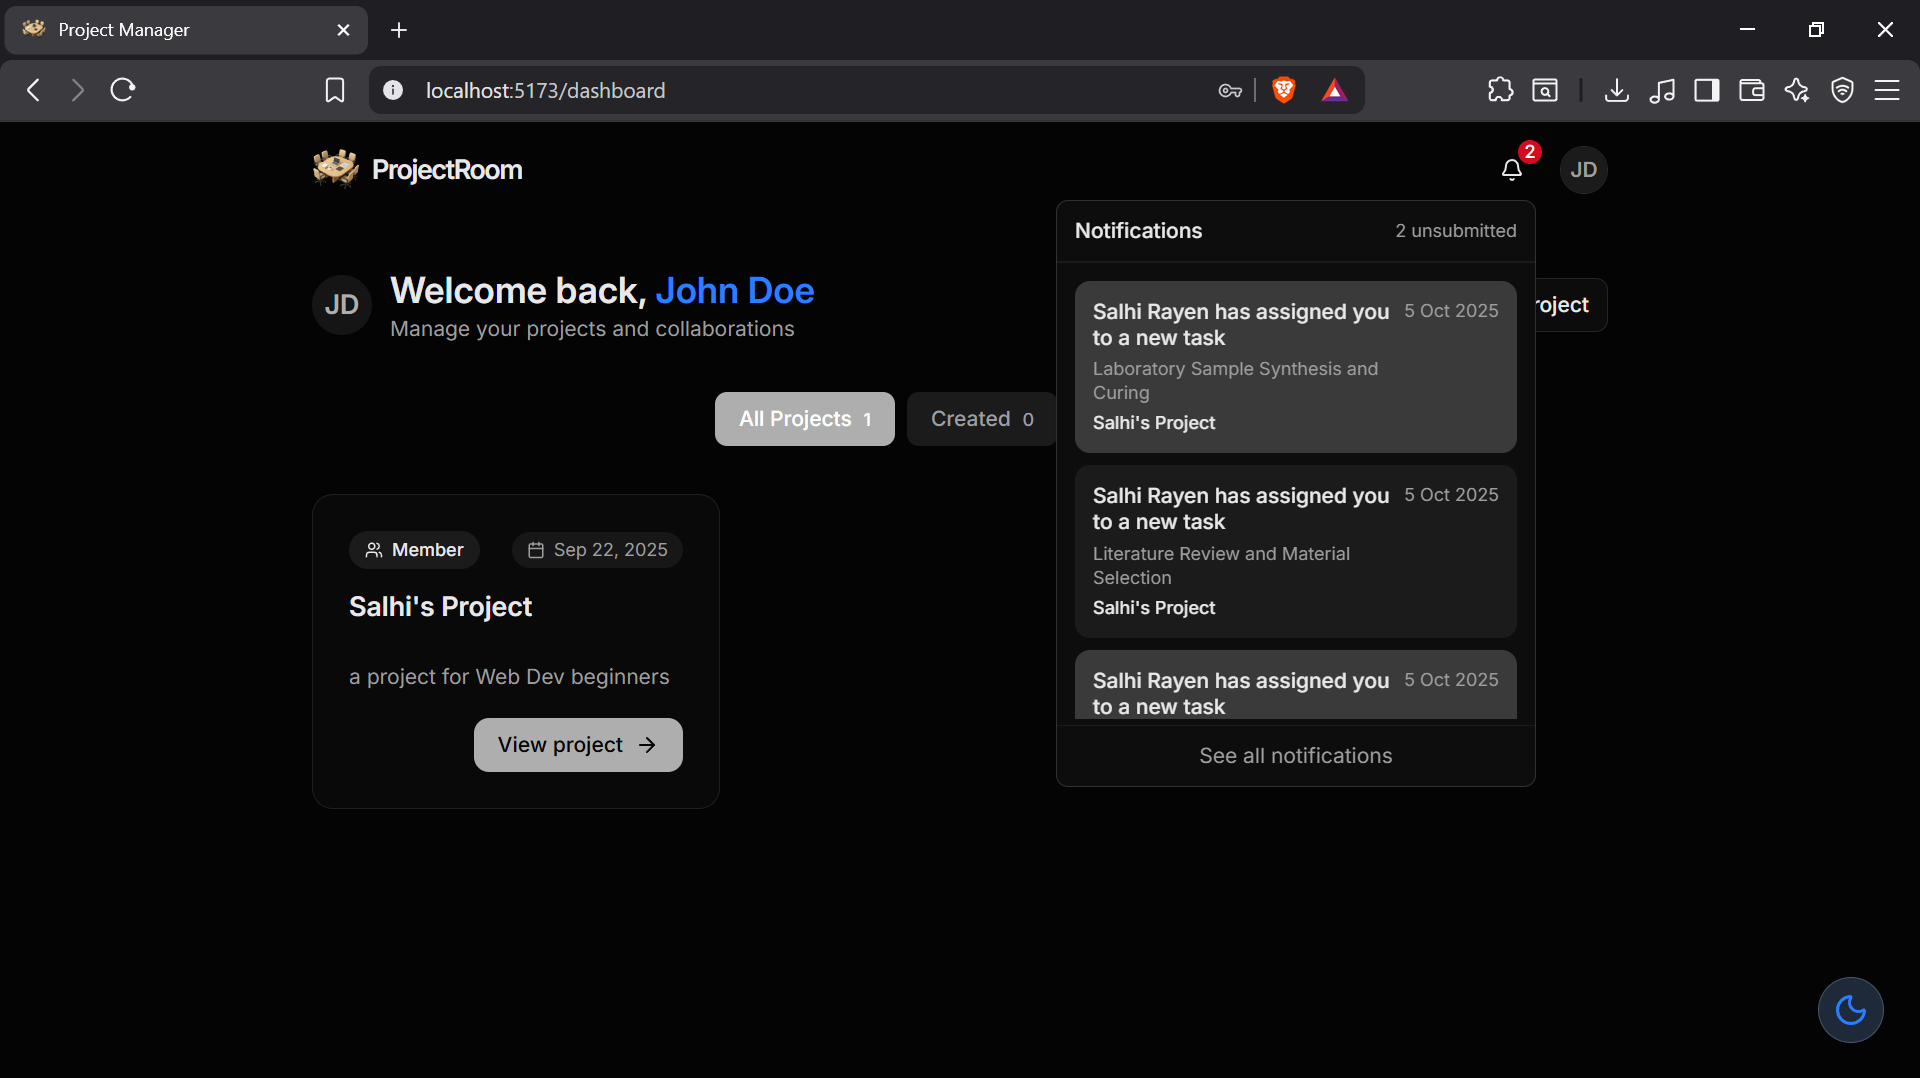 Project Manager
localhost:5173/dashboard
ProjectRoom
2
JD
Notifications
2 unsubmitted
JD
Welcome back, John Doe
Manage your projects and collaborations
roject
Salhi Rayen has assigned you
to a new task
5 Oct 2025
Laboratory Sample Synthesis and
Curing
Salhi's Project
All Projects 1
Created 0
Salhi Rayen has assigned you
to a new task
5 Oct 2025
Literature Review and Material
Selection
Salhi's Project
Salhi Rayen has assigned you
to a new task
5 Oct 2025
See all notifications
Member
Sep 22, 2025
Salhi's Project
a project for Web Dev beginners
View project